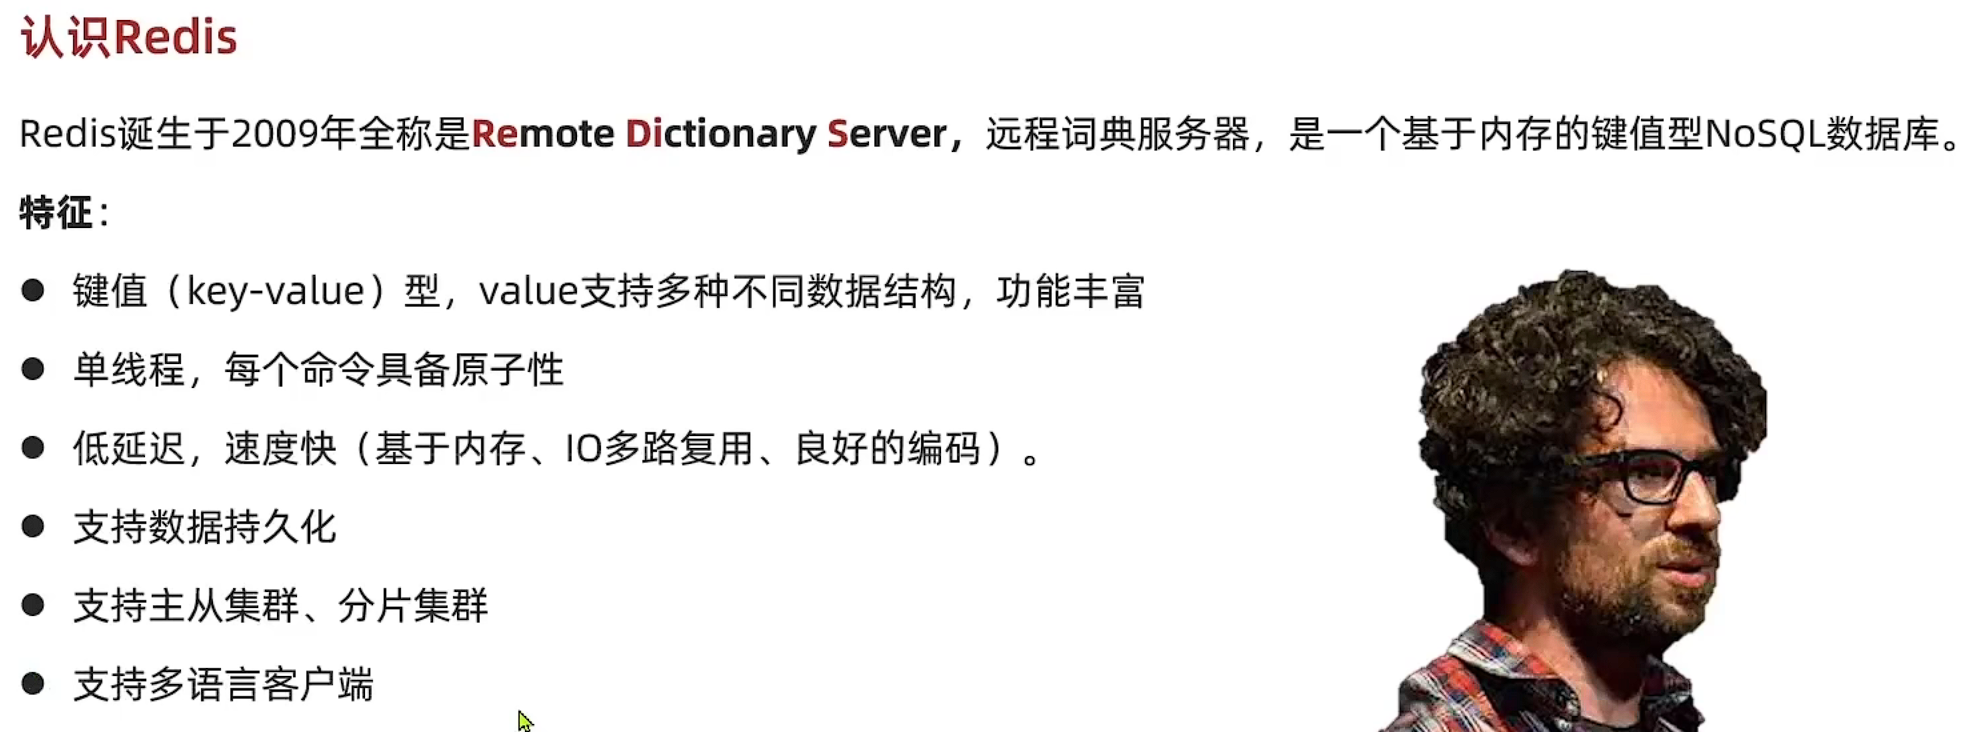 认识Redis
Redis诞生于2009年全称是Remote Dictionary Server，远程词典服务器，是一个基于内存的键值型NoSQL数据库。
特征：
● 键值（key-value）型，value支持多种不同数据结构，功能丰富
● 单线程，每个命令具备原子性
● 低延迟，速度快（基于内存、IO多路复用、良好的编码）。
● 支持数据持久化
● 支持主从集群、分片集群
● 支持多语言客户端